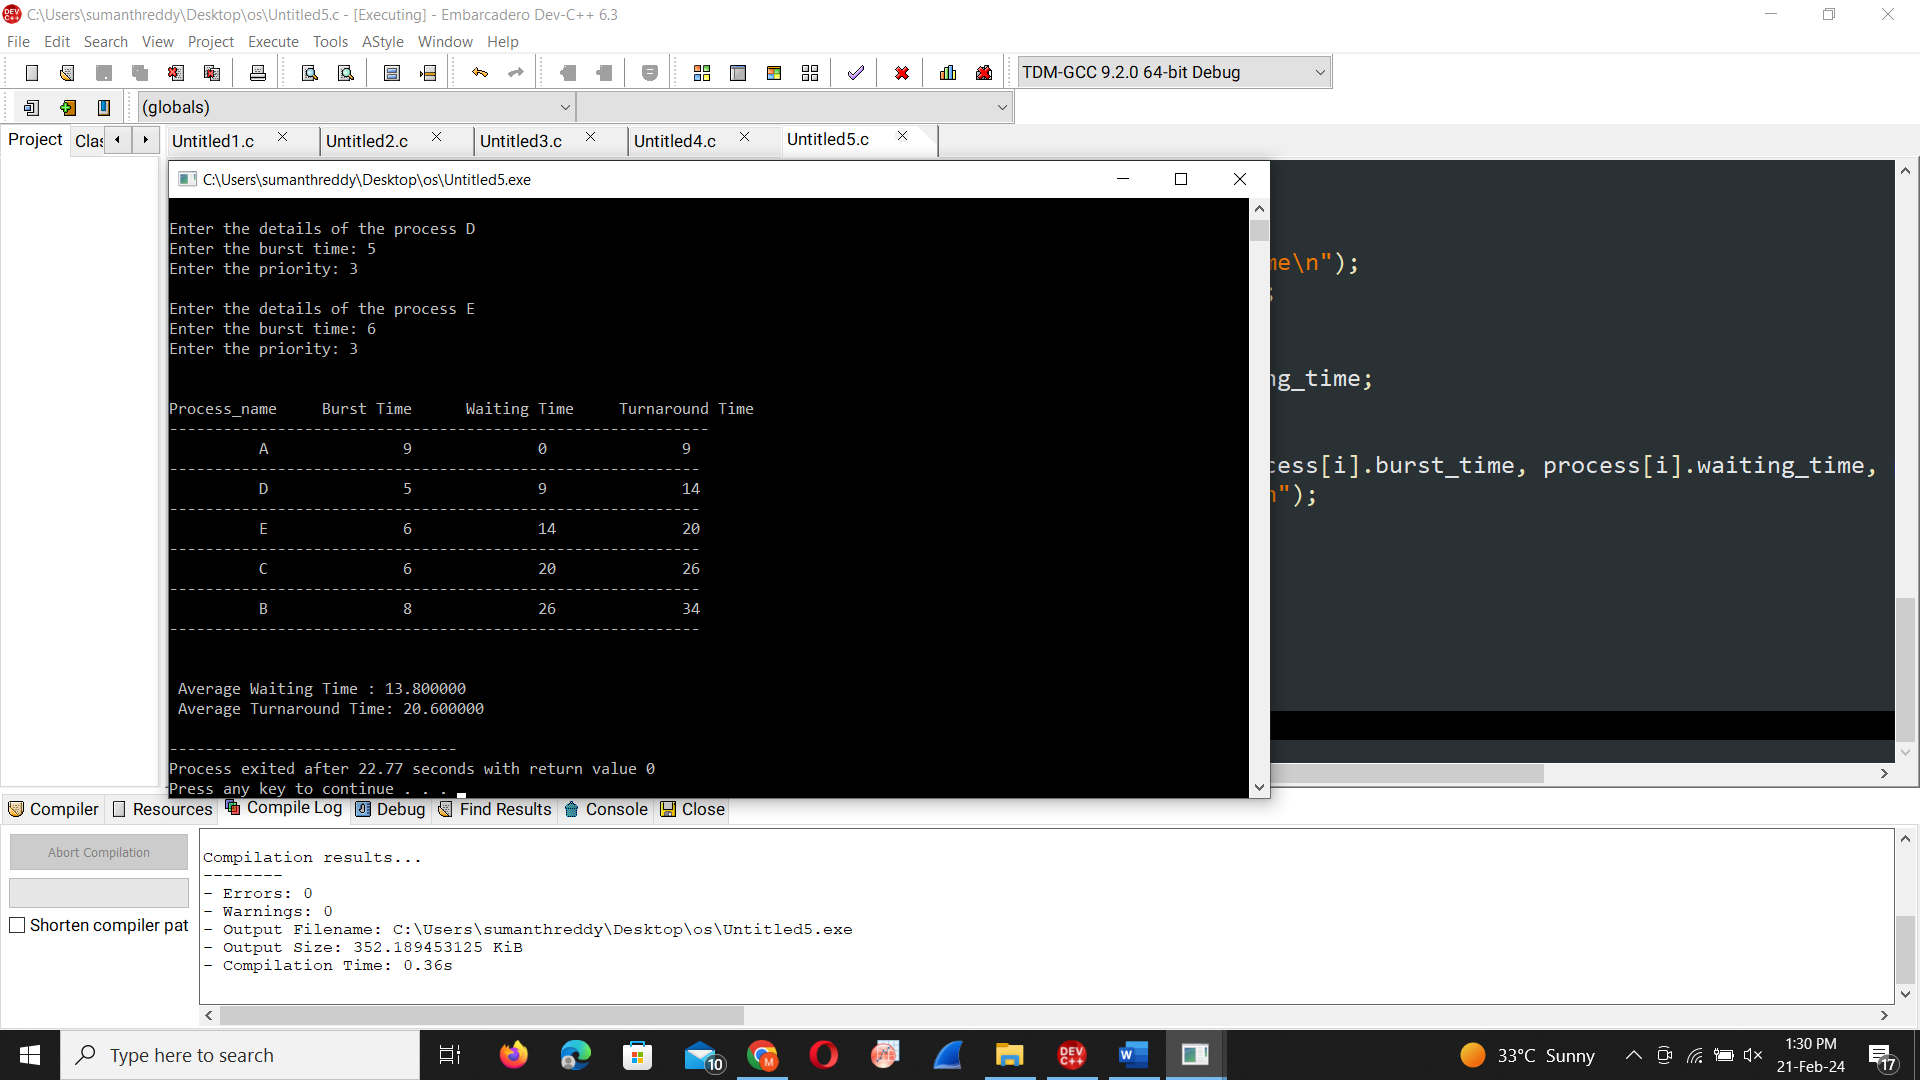 C:\Users\sumanthreddy\Desktop\os\Untitled5.c - [Executing] - Embarcadero Dev-C++ 6.3
File Edit Search View Project Execute Tools AStyle Window Help
TDM-GCC 9.2.0 64-bit Debug
(globals)
Project Clas Untitled1.c Untitled2.c Untitled3.c Untitled4.c Untitled5.c
C:\Users\sumanthreddy\Desktop\os\Untitled5.exe
Enter the details of the process D
Enter the burst time: 5
Enter the priority: 3
Enter the details of the process E
Enter the burst time: 6
Enter the priority: 3
Process_name Burst Time Waiting Time Turnaround Time
------------------------------------------------------------
A 9 0 9
-----------------------------------------------------------
D 5 9 14
-----------------------------------------------------------
E 6 14 20
-----------------------------------------------------------
C 6 20 26
-----------------------------------------------------------
B 8 26 34
-----------------------------------------------------------
Average Waiting Time : 13.800000
Average Turnaround Time: 20.600000
--------------------------------
Process exited after 22.77 seconds with return value 0
Press any key to continue . . .
me\n");
;
ng_time;
cess[i].burst_time, process[i].waiting_time,
\n");
Compiler Resources Compile Log Debug Find Results Console Close
Abort Compilation
Shorten compiler pat
Compilation results...
--------
- Errors: 0
- Warnings: 0
- Output Filename: C:\Users\sumanthreddy\Desktop\os\Untitled5.exe
- Output Size: 352.189453125 KiB
- Compilation Time: 0.36s
Type here to search
10
33°C Sunny
1:30 PM
21-Feb-24
17